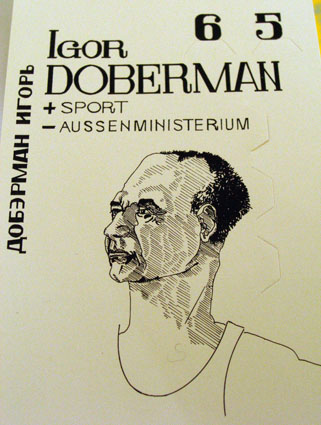 6 5
IGOR
DOBERMAN
+ SPORT
- AUSSENMINISTERIUM
ДОБЭРМАН ИГОРЬ